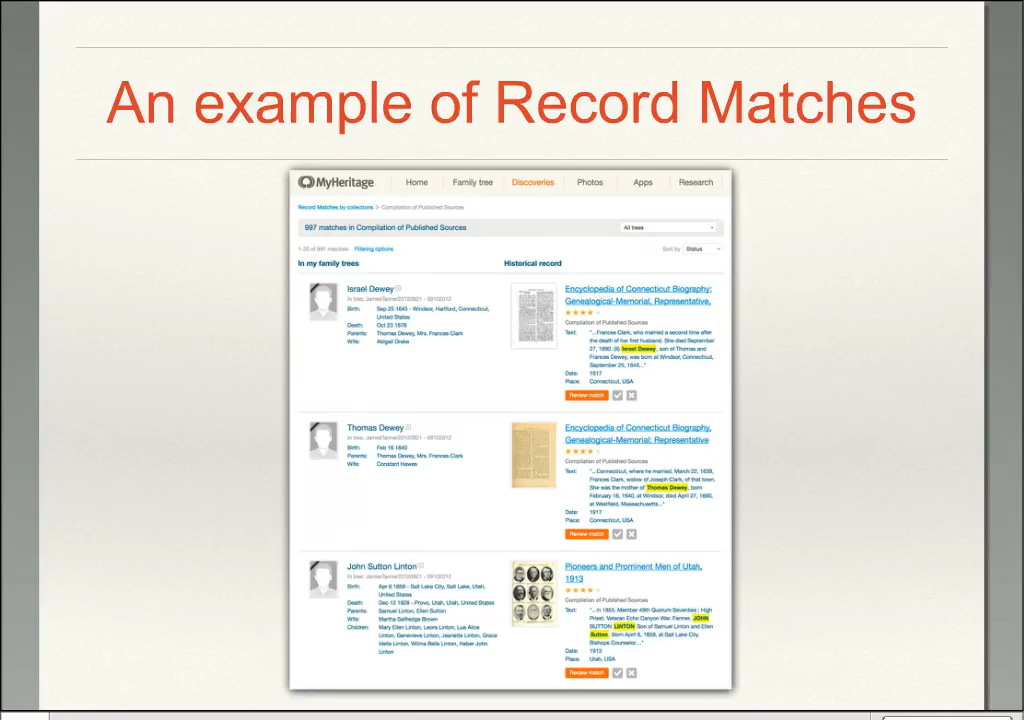 An example of Record Matches
MyHeritage Home Family tree Discoveries Photos Apps Research
Record Matches by collections > Compilation of Published Sources
997 matches in Compilation of Published Sources All trees
1-20 of 997 matches Filtering options Sort by Status
In my family trees Historical record
Israel Dewey
In tree: JamesTanner20120821 - 09102012
Birth: Sep 25 1645 - Windsor, Hartford, Connecticut,
United States
Death: Oct 23 1678
Parents: Thomas Dewey, Mrs. Frances Clark
Wife: Abigail Drake
Encyclopedia of Connecticut Biography:
Genealogical-Memorial, Representative,
Compilation of Published Sources
Text: "...Frances Clark, who married a second time after
the death of her first husband. She died September
27, 1690. (II) Israel Dewey, son of Thomas and
Frances Dewey, was born at Windsor, Connecticut,
September 25, 1645..."
Date: 1917
Place: Connecticut, USA
Review match
Thomas Dewey
In tree: JamesTanner20120821 - 09102012
Birth: Feb 16 1640
Parents: Thomas Dewey, Mrs. Frances Clark
Wife: Constant Hawes
Encyclopedia of Connecticut Biography,
Genealogical-Memorial; Representative
Compilation of Published Sources
Text: "...Connecticut, where he married, March 22, 1639,
Frances Clark, widow of Joseph Clark, of that town.
She was the mother of Thomas Dewey, born
February 16, 1640, at Windsor, died April 27, 1690,
at Westfield, Massachusetts..."
Date: 1917
Place: Connecticut, USA
Review match
John Sutton Linton
In tree: JamesTanner20120821 - 09102012
Birth: Apr 6 1859 - Salt Lake City, Salt Lake, Utah,
United States
Death: Dec 12 1928 - Provo, Utah, Utah, United States
Parents: Samuel Linton, Ellen Sutton
Wife: Martha Selfredge Brown
Children: Mary Ellen Linton, Leora Linton, Lua Alice
Linton, Genevieve Linton, Jeanetta Linton, Grace
Idella Linton, Wilma Belle Linton, Heber John
Linton
Pioneers and Prominent Men of Utah,
1913
Compilation of Published Sources
Text: "...in 1853. Member 49th Quorum Seventies ; High
Priest. Veteran Echo Canyon War. Farmer. JOHN
SUTTON LINTON Son of Samuel Linton and Ellen
Sutton. Born April 6, 1859, at Salt Lake City.
Bishops Counselor..."
Date: 1913
Place: Utah, USA
Review match